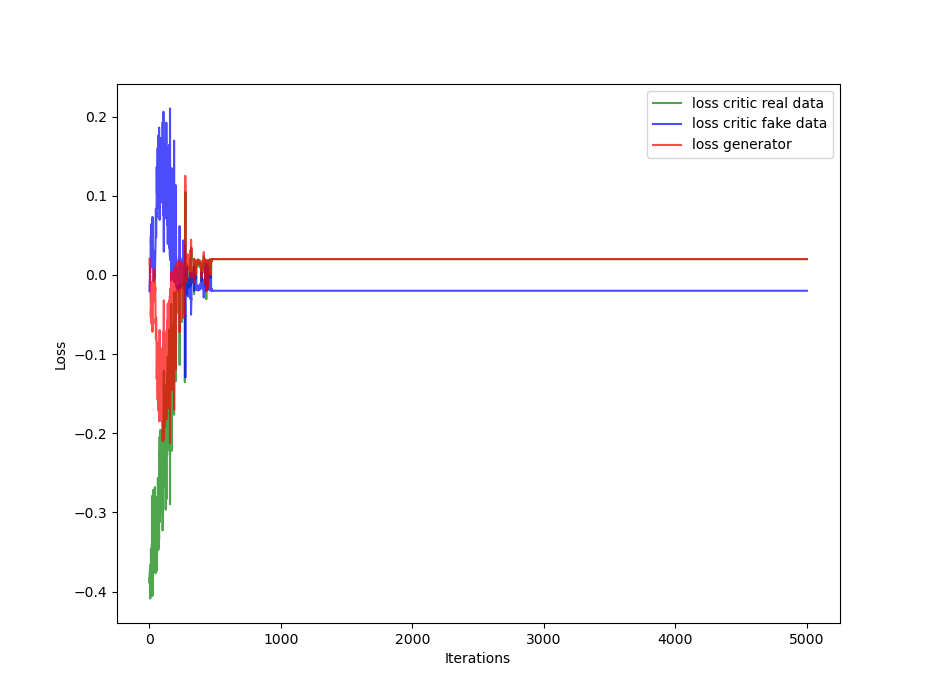 loss critic real data
loss critic fake data
loss generator
0.2
0.1
0.0
−0.1
−0.2
−0.3
−0.4
Loss
0 1000 2000 3000 4000 5000
Iterations